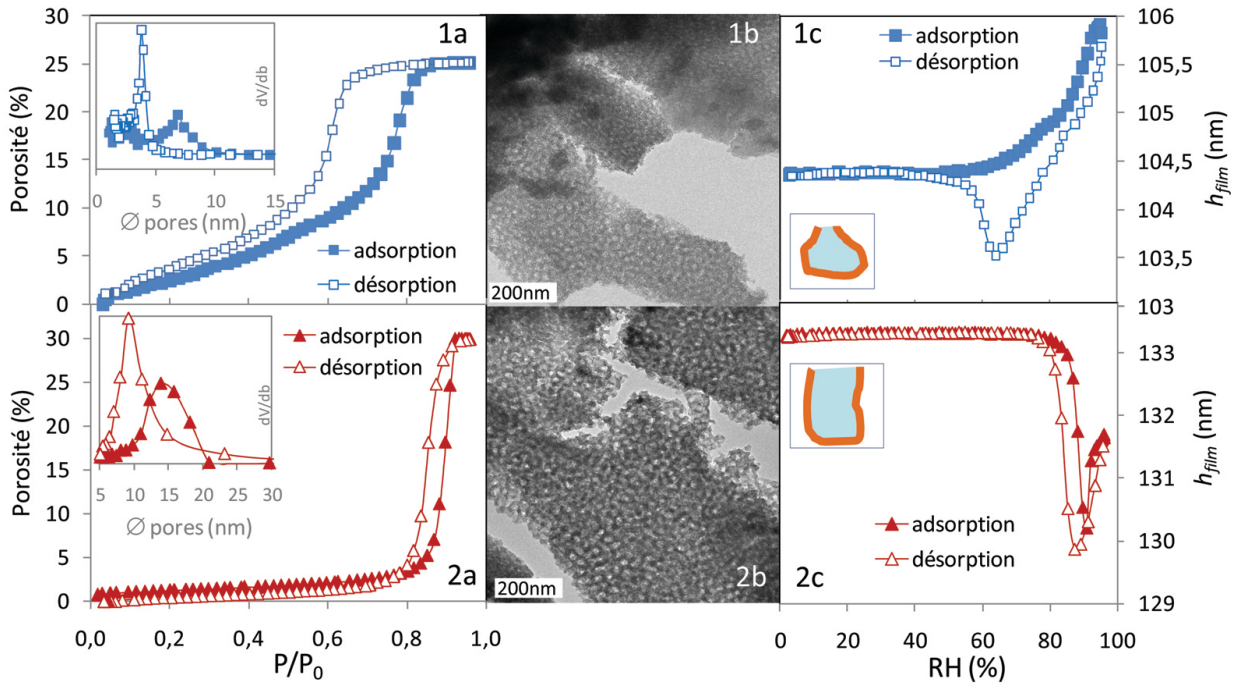 1a
Porosité (%)
30
25
20
15
10
5
0
dV/db
0
5
10
15
∅ pores (nm)
adsorption
désorption
1b
200nm
1c
adsorption
désorption
106
105,5
105
104,5
104
103,5
103
h_film (nm)
2a
Porosité (%)
30
25
20
15
10
5
0
dV/db
5
10
15
20
25
30
∅ pores (nm)
adsorption
désorption
0,0
0,2
0,4
0,6
0,8
1,0
P/P0
2b
200nm
2c
adsorption
désorption
133
132
131
130
129
h_film (nm)
0
20
40
60
80
100
RH (%)